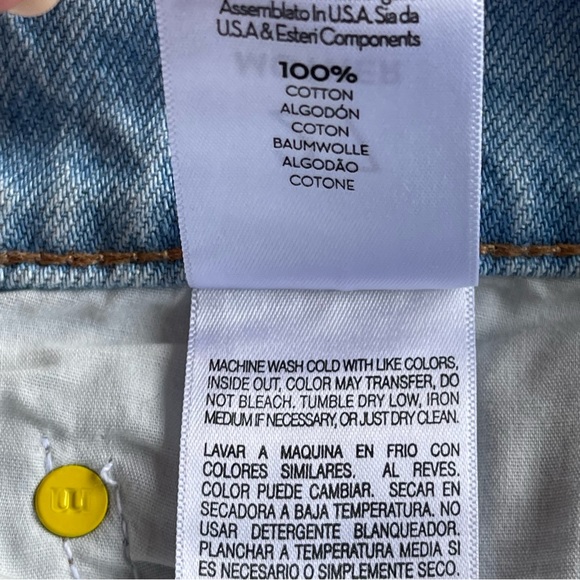 Assemblato In U.S.A. Sia da
U.S.A & Esteri Components
100%
COTTON
ALGODÓN
COTON
BAUMWOLLE
ALGODÃO
COTONE
MACHINE WASH COLD WITH LIKE COLORS,
INSIDE OUT, COLOR MAY TRANSFER, DO
NOT BLEACH. TUMBLE DRY LOW, IRON
MEDIUM IF NECESSARY, OR JUST DRY CLEAN.
LAVAR A MAQUINA EN FRIO CON
COLORES SIMILARES, AL REVES.
COLOR PUEDE CAMBIAR. SECAR EN
SECADORA A BAJA TEMPERATURA. NO
USAR DETERGENTE BLANQUEADOR.
PLANCHAR A TEMPERATURA MEDIA SI
ES NECESARIO O SIMPLEMENTE SECO.
m